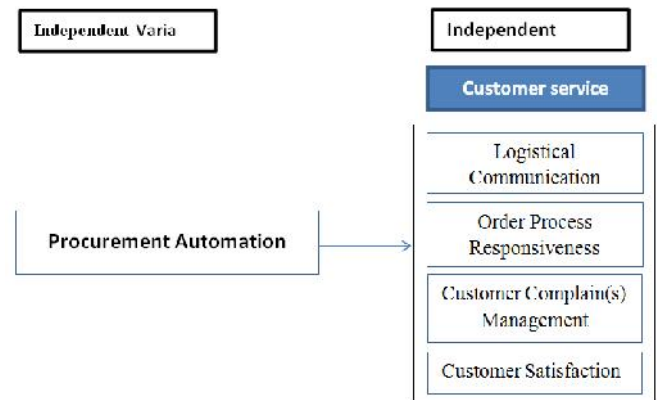 Independent Varia
Independent
Customer service
Logistical
Communication
Order Process
Responsiveness
Procurement Automation
Customer Complain(s)
Management
Customer Satisfaction